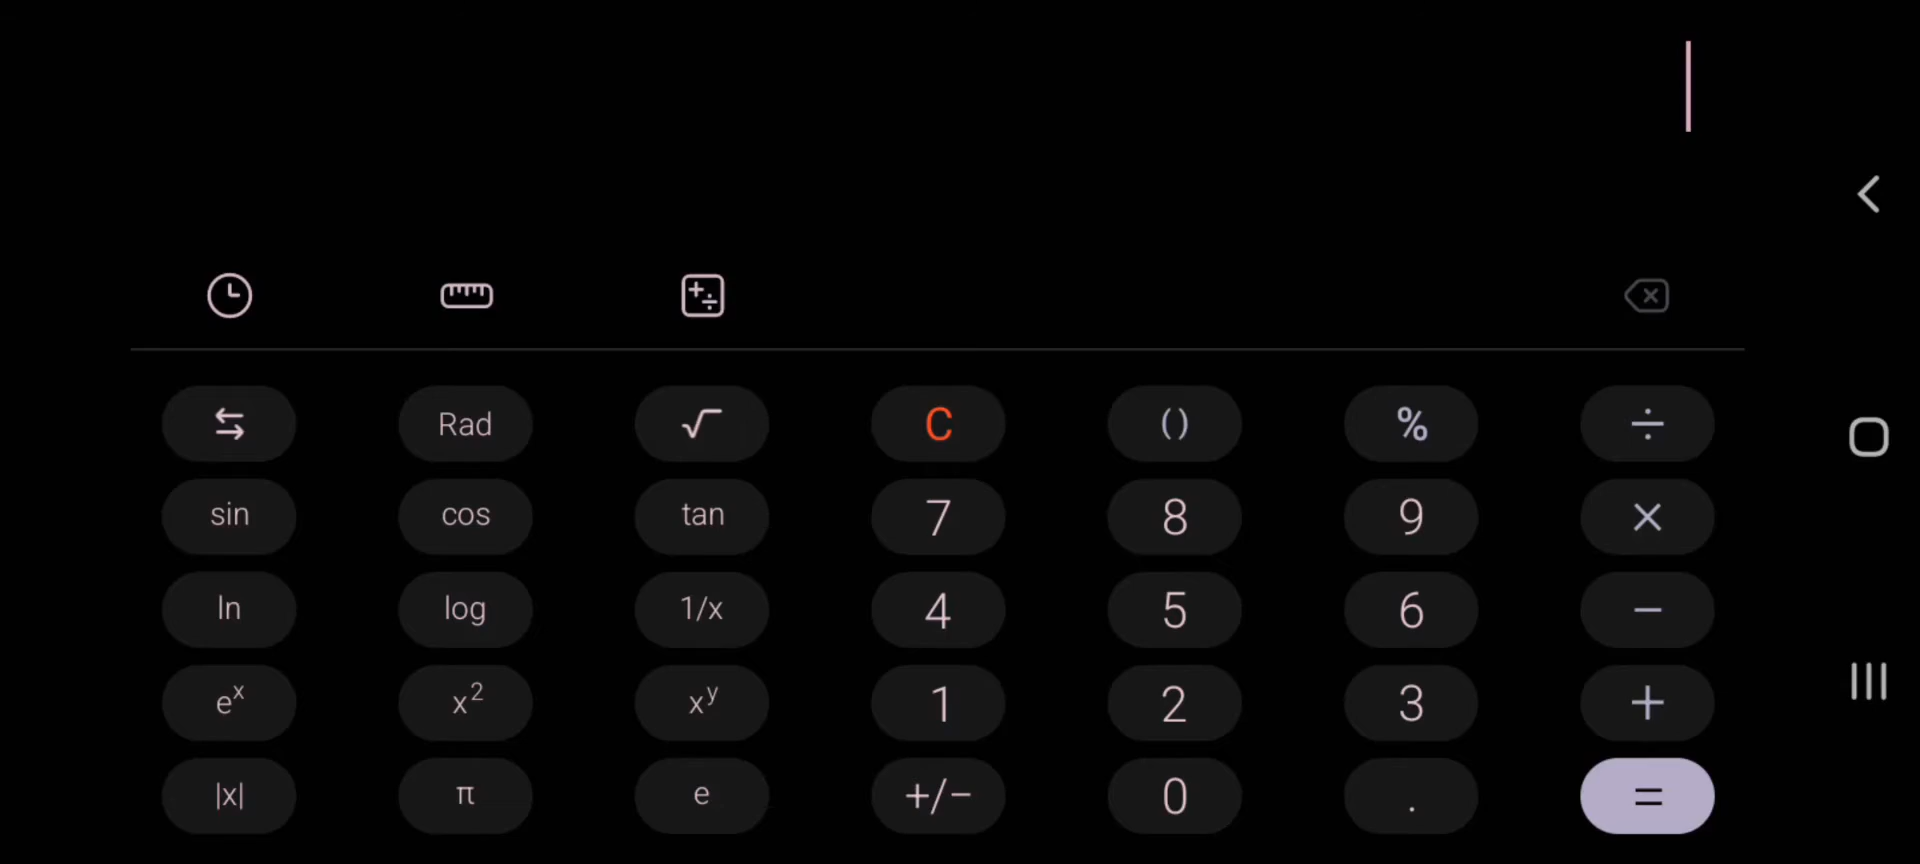 Rad √ C () % ÷
sin cos tan 7 8 9 ×
ln log 1/x 4 5 6 −
eˣ x² xʸ 1 2 3 +
|x| π e +/− 0 . =